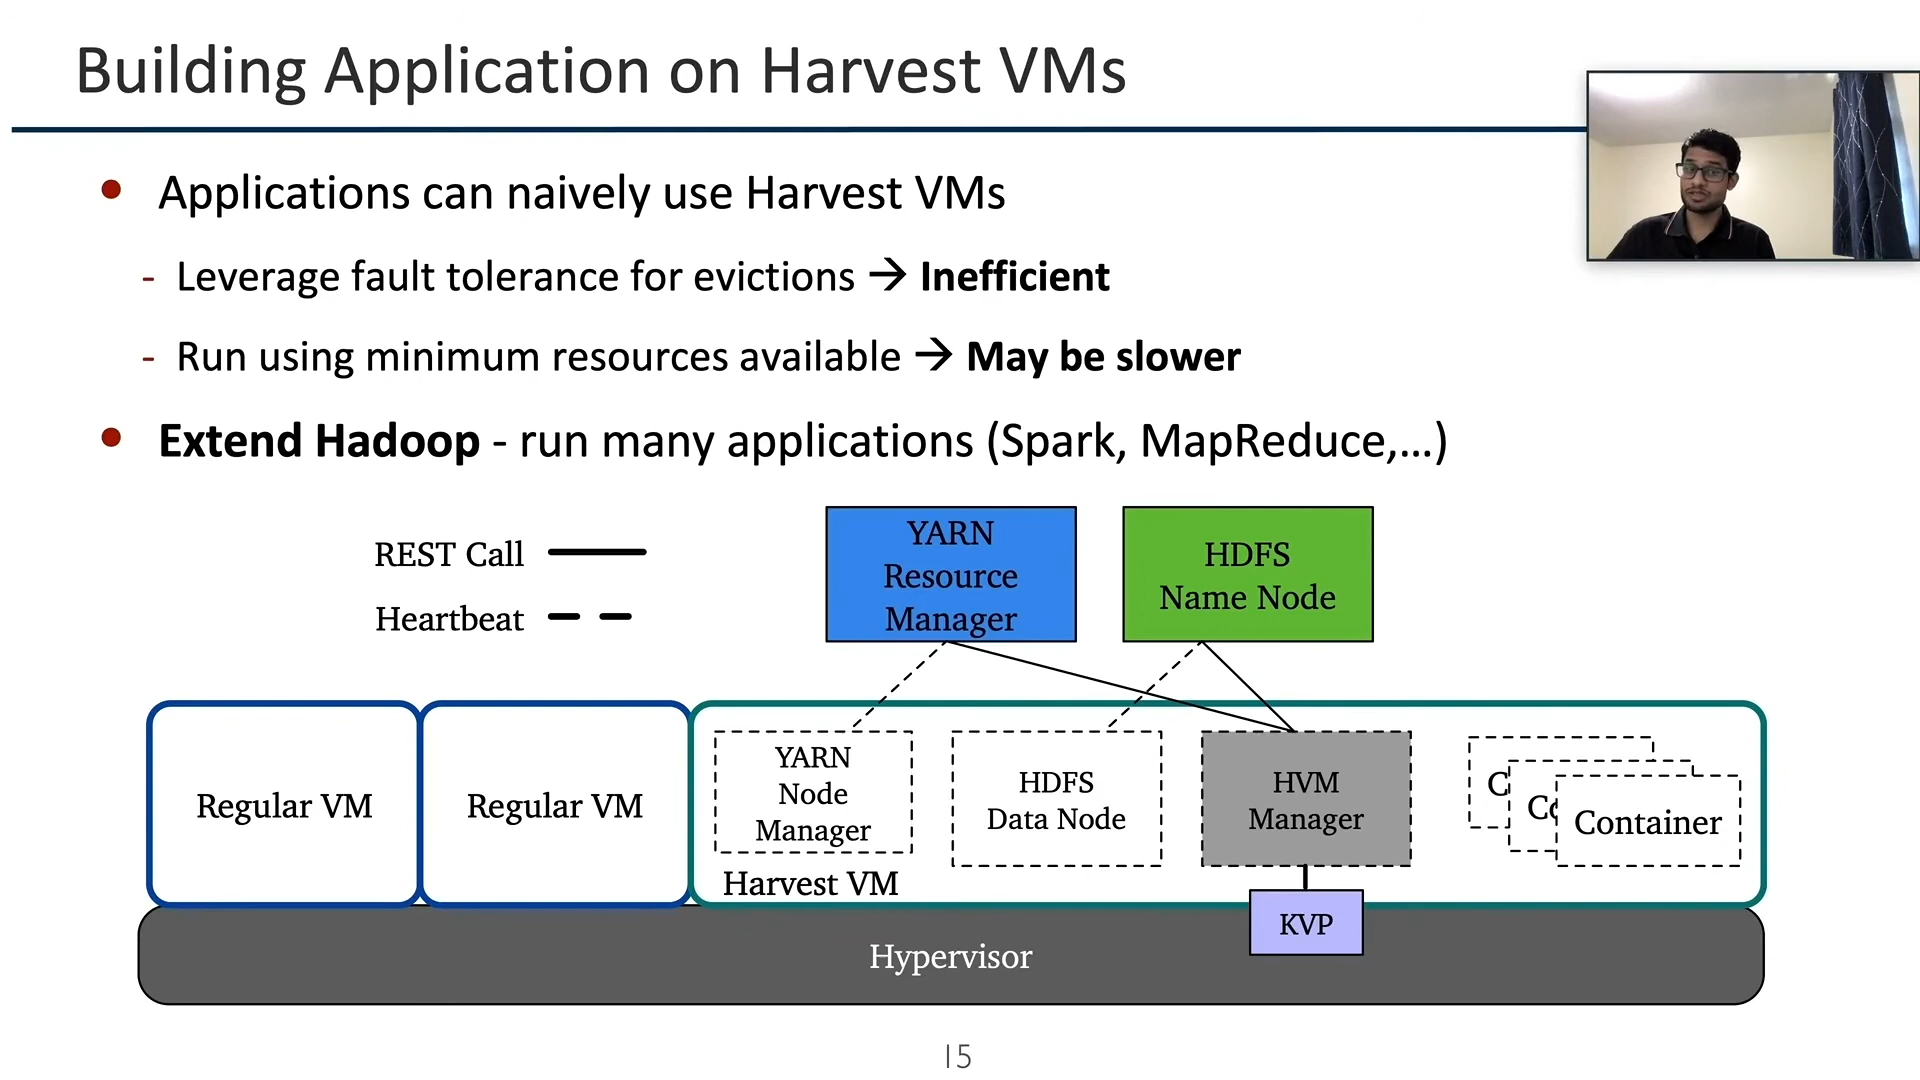 Building Application on Harvest VMs
• Applications can naively use Harvest VMs
- Leverage fault tolerance for evictions → Inefficient
- Run using minimum resources available → May be slower
• Extend Hadoop - run many applications (Spark, MapReduce,...)
REST Call
Heartbeat
YARN
Resource
Manager
HDFS
Name Node
Regular VM
Regular VM
YARN
Node
Manager
Harvest VM
HDFS
Data Node
HVM
Manager
C
Co
Container
KVP
Hypervisor
15